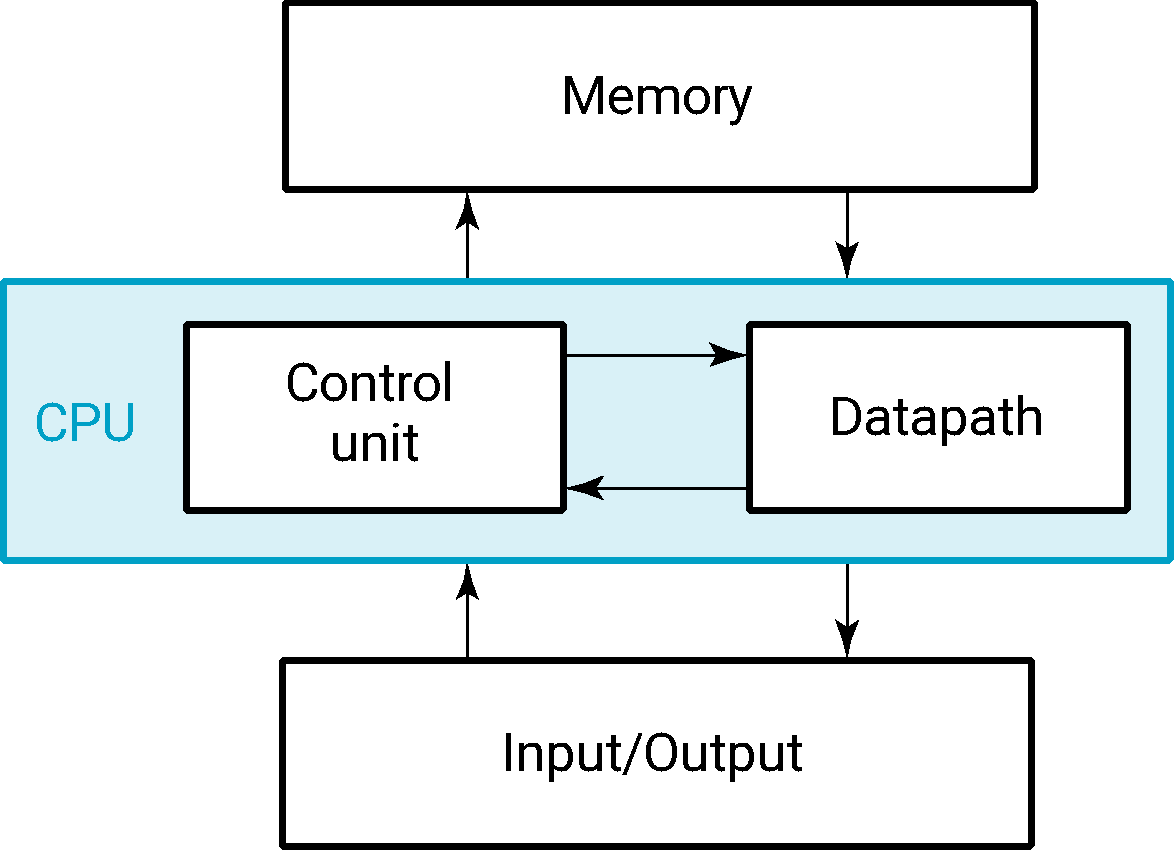 Memory
CPU
Control
unit
Datapath
Input/Output